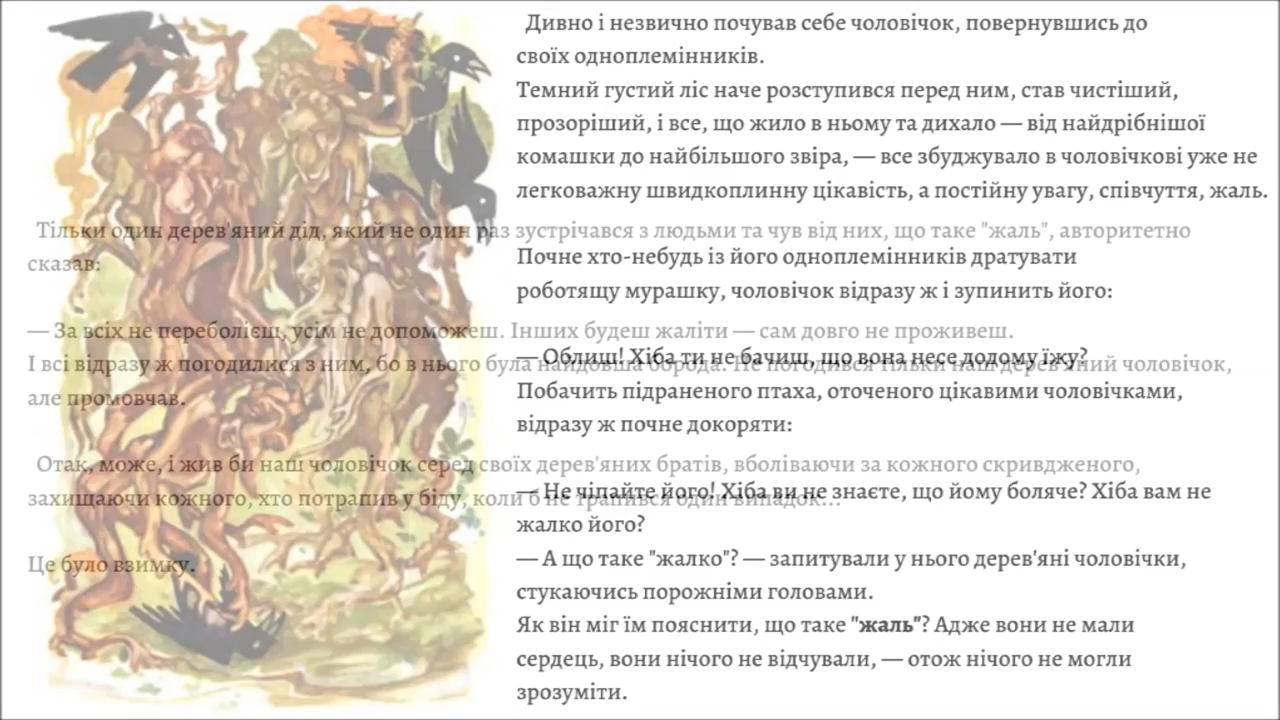 Дивно і незвично почував себе чоловічок, повернувшись до
своїх одноплемінників.
Темний густий ліс наче розступився перед ним, став чистіший,
прозоріший, і все, що жило в ньому та дихало — від найдрібнішої
комашки до найбільшого звіра, — все збуджувало в чоловічкові уже не
легковажну швидкоплинну цікавість, а постійну увагу, співчуття, жаль.
Почне хто-небудь із його одноплемінників дратувати
роботящу мурашку, чоловічок відразу ж і зупинить його:
— Облиш! Хіба ти не бачиш, що вона несе додому їжу?
Побачить підраненого птаха, оточеного цікавими чоловічками,
відразу ж почне докоряти:
— Не чіпайте його! Хіба ви не знаєте, що йому боляче? Хіба вам не
жалко його?
— А що таке "жалко"? — запитували у нього дерев'яні чоловічки,
стукаючись порожніми головами.
Як він міг їм пояснити, що таке "жаль"? Адже вони не мали
сердець, вони нічого не відчували, — отож нічого не могли
зрозуміти.
Тільки один дерев'яний дід, який не один раз зустрічався з людьми та чув від них, що таке "жаль", авторитетно
сказав:
— За всіх не переболієш, усім не допоможеш. Інших будеш жаліти — сам довго не проживеш.
І всі відразу ж погодилися з ним, бо в нього була найдовша борода. Не погодився тільки наш дерев'яний чоловічок,
але промовчав.
Отак, може, і жив би наш чоловічок серед своїх дерев'яних братів, вболіваючи за кожного скривдженого,
захищаючи кожного, хто потрапив у біду, коли б не трапився один випадок...
Це було взимку.